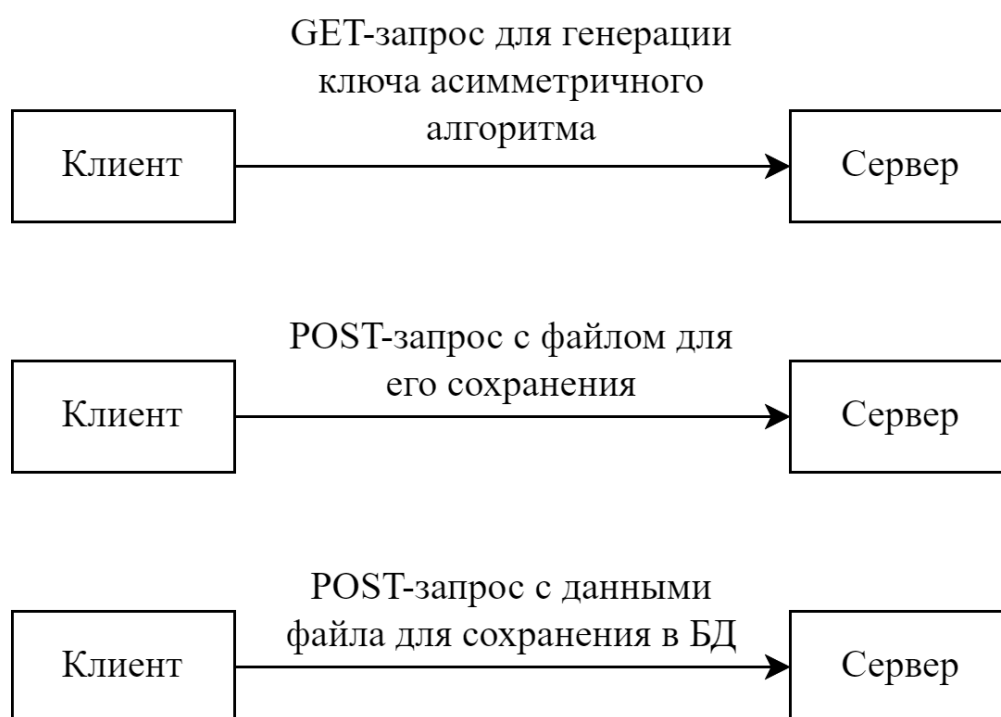 GET-запрос для генерации
ключа асимметричного
алгоритма
Клиент
Сервер
POST-запрос с файлом для
его сохранения
Клиент
Сервер
POST-запрос с данными
файла для сохранения в БД
Клиент
Сервер